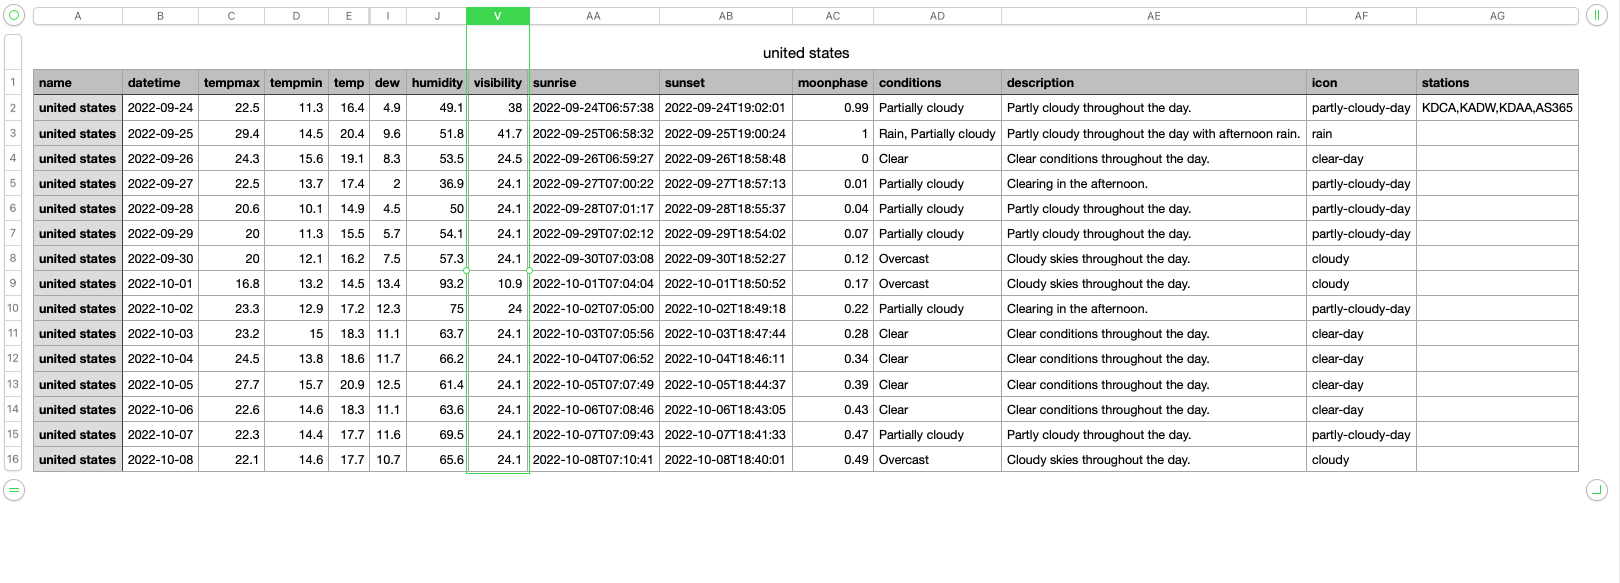 A B C D E I J V AA AB AC AD AE AF AG
united states
1 name datetime tempmax tempmin temp dew humidity visibility sunrise sunset moonphase conditions description icon stations
2 united states 2022-09-24 22.5 11.3 16.4 4.9 49.1 38 2022-09-24T06:57:38 2022-09-24T19:02:01 0.99 Partially cloudy Partly cloudy throughout the day. partly-cloudy-day KDCA,KADW,KDAA,AS365
3 united states 2022-09-25 29.4 14.5 20.4 9.6 51.8 41.7 2022-09-25T06:58:32 2022-09-25T19:00:24 1 Rain, Partially cloudy Partly cloudy throughout the day with afternoon rain. rain
4 united states 2022-09-26 24.3 15.6 19.1 8.3 53.5 24.5 2022-09-26T06:59:27 2022-09-26T18:58:48 0 Clear Clear conditions throughout the day. clear-day
5 united states 2022-09-27 22.5 13.7 17.4 2 36.9 24.1 2022-09-27T07:00:22 2022-09-27T18:57:13 0.01 Partially cloudy Clearing in the afternoon. partly-cloudy-day
6 united states 2022-09-28 20.6 10.1 14.9 4.5 50 24.1 2022-09-28T07:01:17 2022-09-28T18:55:37 0.04 Partially cloudy Partly cloudy throughout the day. partly-cloudy-day
7 united states 2022-09-29 20 11.3 15.5 5.7 54.1 24.1 2022-09-29T07:02:12 2022-09-29T18:54:02 0.07 Partially cloudy Partly cloudy throughout the day. partly-cloudy-day
8 united states 2022-09-30 20 12.1 16.2 7.5 57.3 24.1 2022-09-30T07:03:08 2022-09-30T18:52:27 0.12 Overcast Cloudy skies throughout the day. cloudy
9 united states 2022-10-01 16.8 13.2 14.5 13.4 93.2 10.9 2022-10-01T07:04:04 2022-10-01T18:50:52 0.17 Overcast Cloudy skies throughout the day. cloudy
10 united states 2022-10-02 23.3 12.9 17.2 12.3 75 24 2022-10-02T07:05:00 2022-10-02T18:49:18 0.22 Partially cloudy Clearing in the afternoon. partly-cloudy-day
11 united states 2022-10-03 23.2 15 18.3 11.1 63.7 24.1 2022-10-03T07:05:56 2022-10-03T18:47:44 0.28 Clear Clear conditions throughout the day. clear-day
12 united states 2022-10-04 24.5 13.8 18.6 11.7 66.2 24.1 2022-10-04T07:06:52 2022-10-04T18:46:11 0.34 Clear Clear conditions throughout the day. clear-day
13 united states 2022-10-05 27.7 15.7 20.9 12.5 61.4 24.1 2022-10-05T07:07:49 2022-10-05T18:44:37 0.39 Clear Clear conditions throughout the day. clear-day
14 united states 2022-10-06 22.6 14.6 18.3 11.1 63.6 24.1 2022-10-06T07:08:46 2022-10-06T18:43:05 0.43 Clear Clear conditions throughout the day. clear-day
15 united states 2022-10-07 22.3 14.4 17.7 11.6 69.5 24.1 2022-10-07T07:09:43 2022-10-07T18:41:33 0.47 Partially cloudy Partly cloudy throughout the day. partly-cloudy-day
16 united states 2022-10-08 22.1 14.6 17.7 10.7 65.6 24.1 2022-10-08T07:10:41 2022-10-08T18:40:01 0.49 Overcast Cloudy skies throughout the day. cloudy